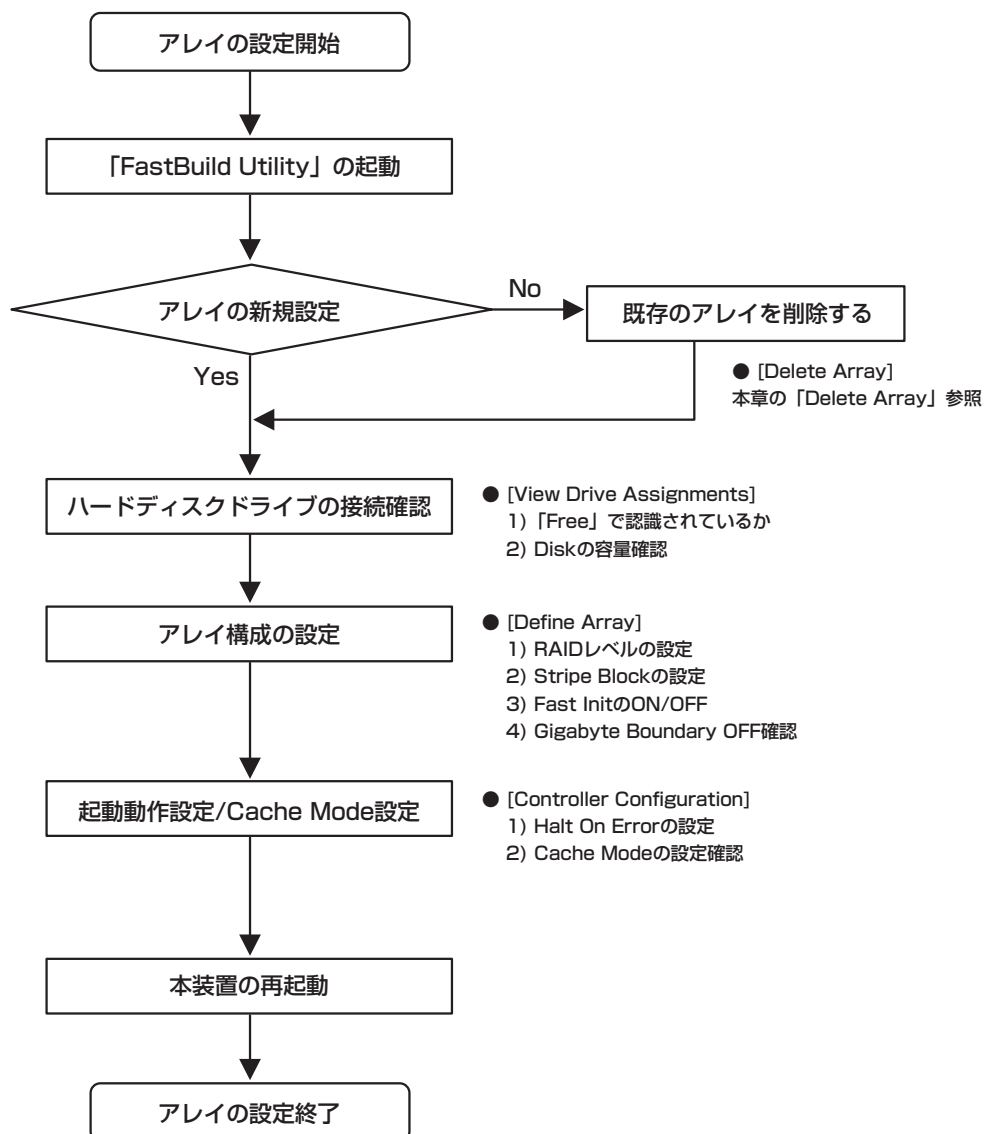 アレイの設定開始
「FastBuild Utility」の起動
アレイの新規設定
No
既存のアレイを削除する
Yes
● [Delete Array]
本章の「Delete Array」参照
ハードディスクドライブの接続確認
● [View Drive Assignments]
1)「Free」で認識されているか
2) Diskの容量確認
アレイ構成の設定
● [Define Array]
1) RAIDレベルの設定
2) Stripe Blockの設定
3) Fast InitのON/OFF
4) Gigabyte Boundary OFF確認
起動動作設定/Cache Mode設定
● [Controller Configuration]
1) Halt On Errorの設定
2) Cache Modeの設定確認
本装置の再起動
アレイの設定終了